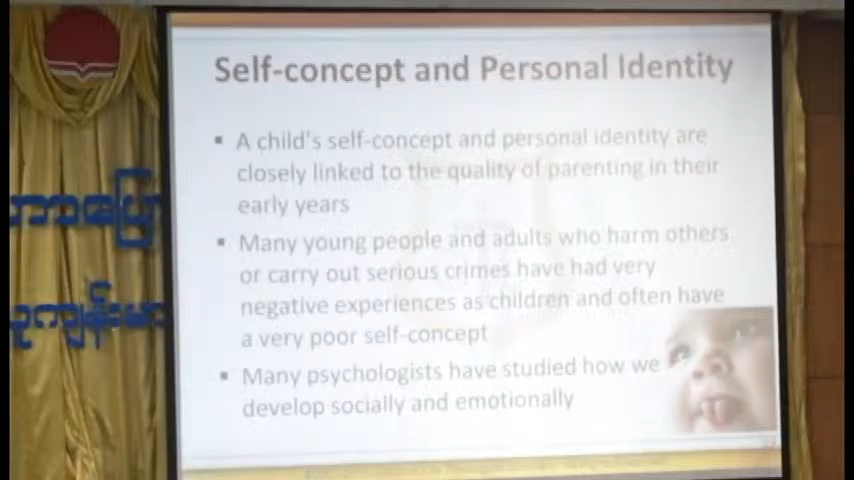 Self-concept and Personal Identity
▪ A child's self-concept and personal identity are
closely linked to the quality of parenting in their
early years
▪ Many young people and adults who harm others
or carry out serious crimes have had very
negative experiences as children and often have
a very poor self-concept
▪ Many psychologists have studied how we
develop socially and emotionally